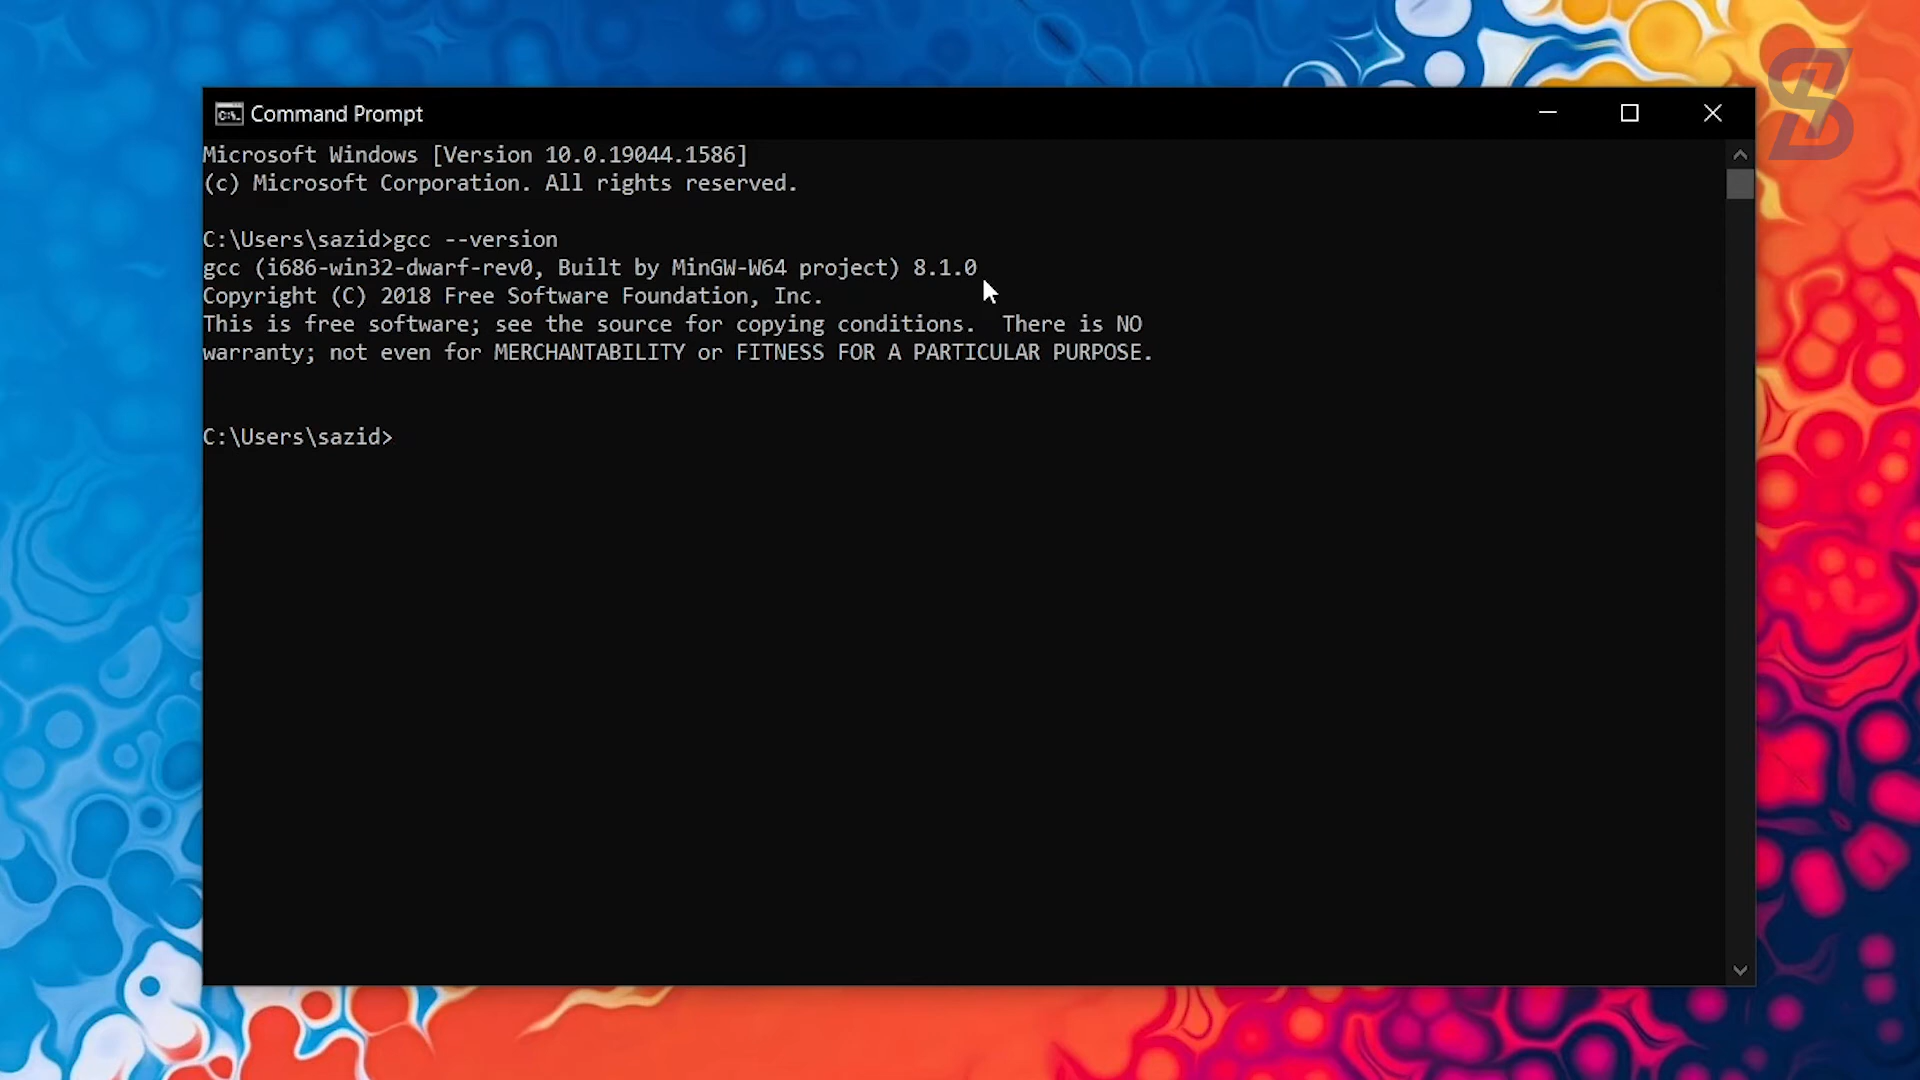 Command Prompt
Microsoft Windows [Version 10.0.19044.1586]
(c) Microsoft Corporation. All rights reserved.
C:\Users\sazid>gcc --version
gcc (i686-win32-dwarf-rev0, Built by MinGW-W64 project) 8.1.0
Copyright (C) 2018 Free Software Foundation, Inc.
This is free software; see the source for copying conditions.  There is NO
warranty; not even for MERCHANTABILITY or FITNESS FOR A PARTICULAR PURPOSE.
C:\Users\sazid>